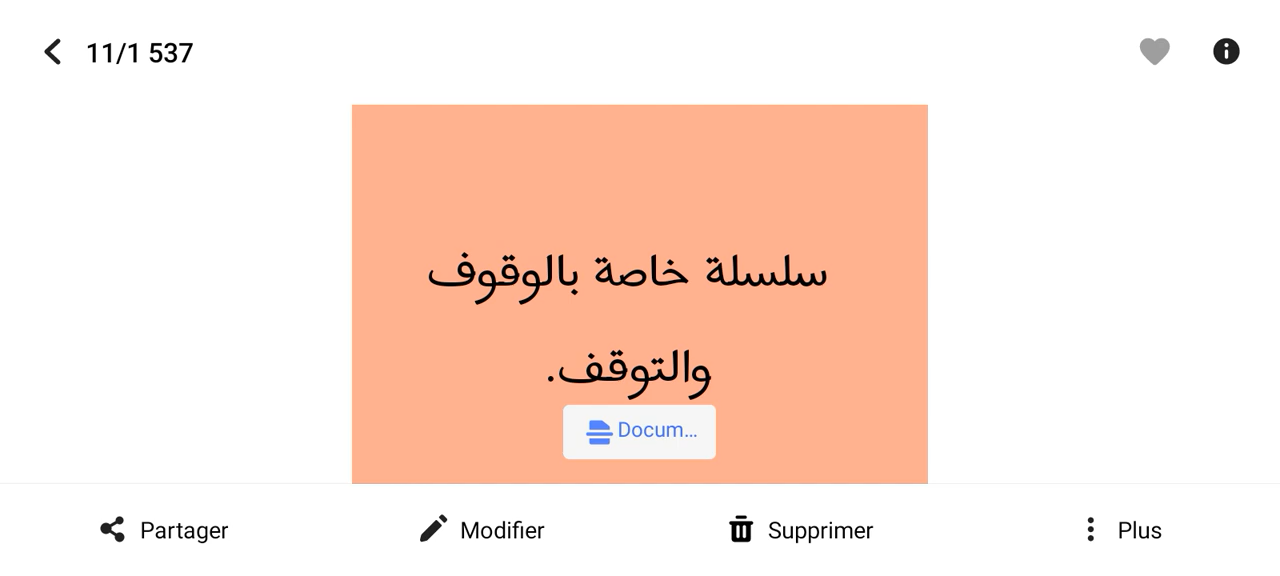 11/1 537
سلسلة خاصة بالوقوف
والتوقف.
Docum...
Partager
Modifier
Supprimer
Plus